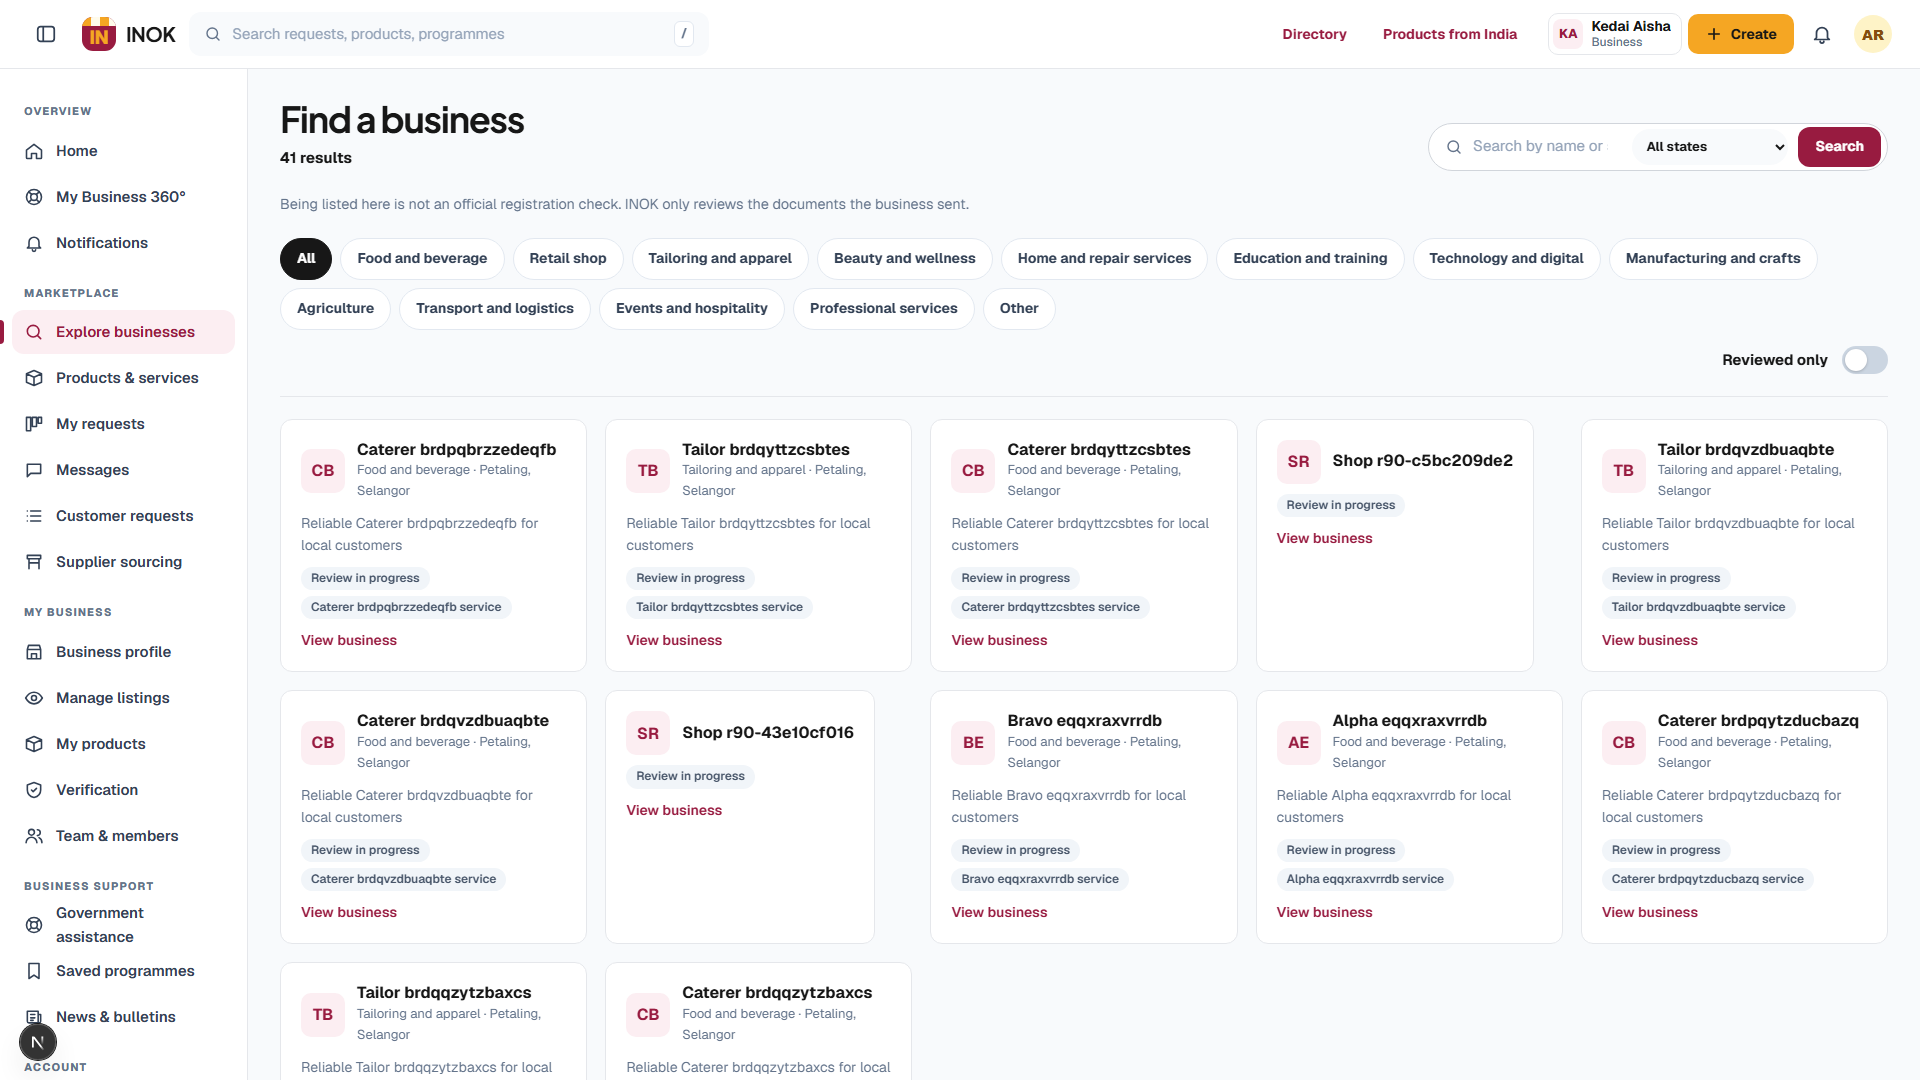 IN INOK
Search requests, products, programmes
/
Directory
Products from India
KA
Kedai Aisha
Business
Create
AR
OVERVIEW
Home
My Business 360°
Notifications
MARKETPLACE
Explore businesses
Products & services
My requests
Messages
Customer requests
Supplier sourcing
MY BUSINESS
Business profile
Manage listings
My products
Verification
Team & members
BUSINESS SUPPORT
Government
assistance
Saved programmes
News & bulletins
N
ACCOUNT
Find a business
41 results
Search by name or
All states
Search
Being listed here is not an official registration check. INOK only reviews the documents the business sent.
All
Food and beverage
Retail shop
Tailoring and apparel
Beauty and wellness
Home and repair services
Education and training
Technology and digital
Manufacturing and crafts
Agriculture
Transport and logistics
Events and hospitality
Professional services
Other
Reviewed only
CB
Caterer brdpqbrzzedeqfb
Food and beverage · Petaling,
Selangor
Reliable Caterer brdpqbrzzedeqfb for
local customers
Review in progress
Caterer brdpqbrzzedeqfb service
View business
TB
Tailor brdqyttzcsbtes
Tailoring and apparel · Petaling,
Selangor
Reliable Tailor brdqyttzcsbtes for local
customers
Review in progress
Tailor brdqyttzcsbtes service
View business
CB
Caterer brdqyttzcsbtes
Food and beverage · Petaling,
Selangor
Reliable Caterer brdqyttzcsbtes for local
customers
Review in progress
Caterer brdqyttzcsbtes service
View business
SR
Shop r90-c5bc209de2
Review in progress
View business
TB
Tailor brdqvzdbuaqbte
Tailoring and apparel · Petaling,
Selangor
Reliable Tailor brdqvzdbuaqbte for local
customers
Review in progress
Tailor brdqvzdbuaqbte service
View business
CB
Caterer brdqvzdbuaqbte
Food and beverage · Petaling,
Selangor
Reliable Caterer brdqvzdbuaqbte for
local customers
Review in progress
Caterer brdqvzdbuaqbte service
View business
SR
Shop r90-43e10cf016
Review in progress
View business
BE
Bravo eqqxraxvrrdb
Food and beverage · Petaling,
Selangor
Reliable Bravo eqqxraxvrrdb for local
customers
Review in progress
Bravo eqqxraxvrrdb service
View business
AE
Alpha eqqxraxvrrdb
Food and beverage · Petaling,
Selangor
Reliable Alpha eqqxraxvrrdb for local
customers
Review in progress
Alpha eqqxraxvrrdb service
View business
CB
Caterer brdpqytzducbazq
Food and beverage · Petaling,
Selangor
Reliable Caterer brdpqytzducbazq for
local customers
Review in progress
Caterer brdpqytzducbazq service
View business
TB
Tailor brdqqzytzbaxcs
Tailoring and apparel · Petaling,
Selangor
Reliable Tailor brdqqzytzbaxcs for local
CB
Caterer brdqqzytzbaxcs
Food and beverage · Petaling,
Selangor
Reliable Caterer brdqqzytzbaxcs for local